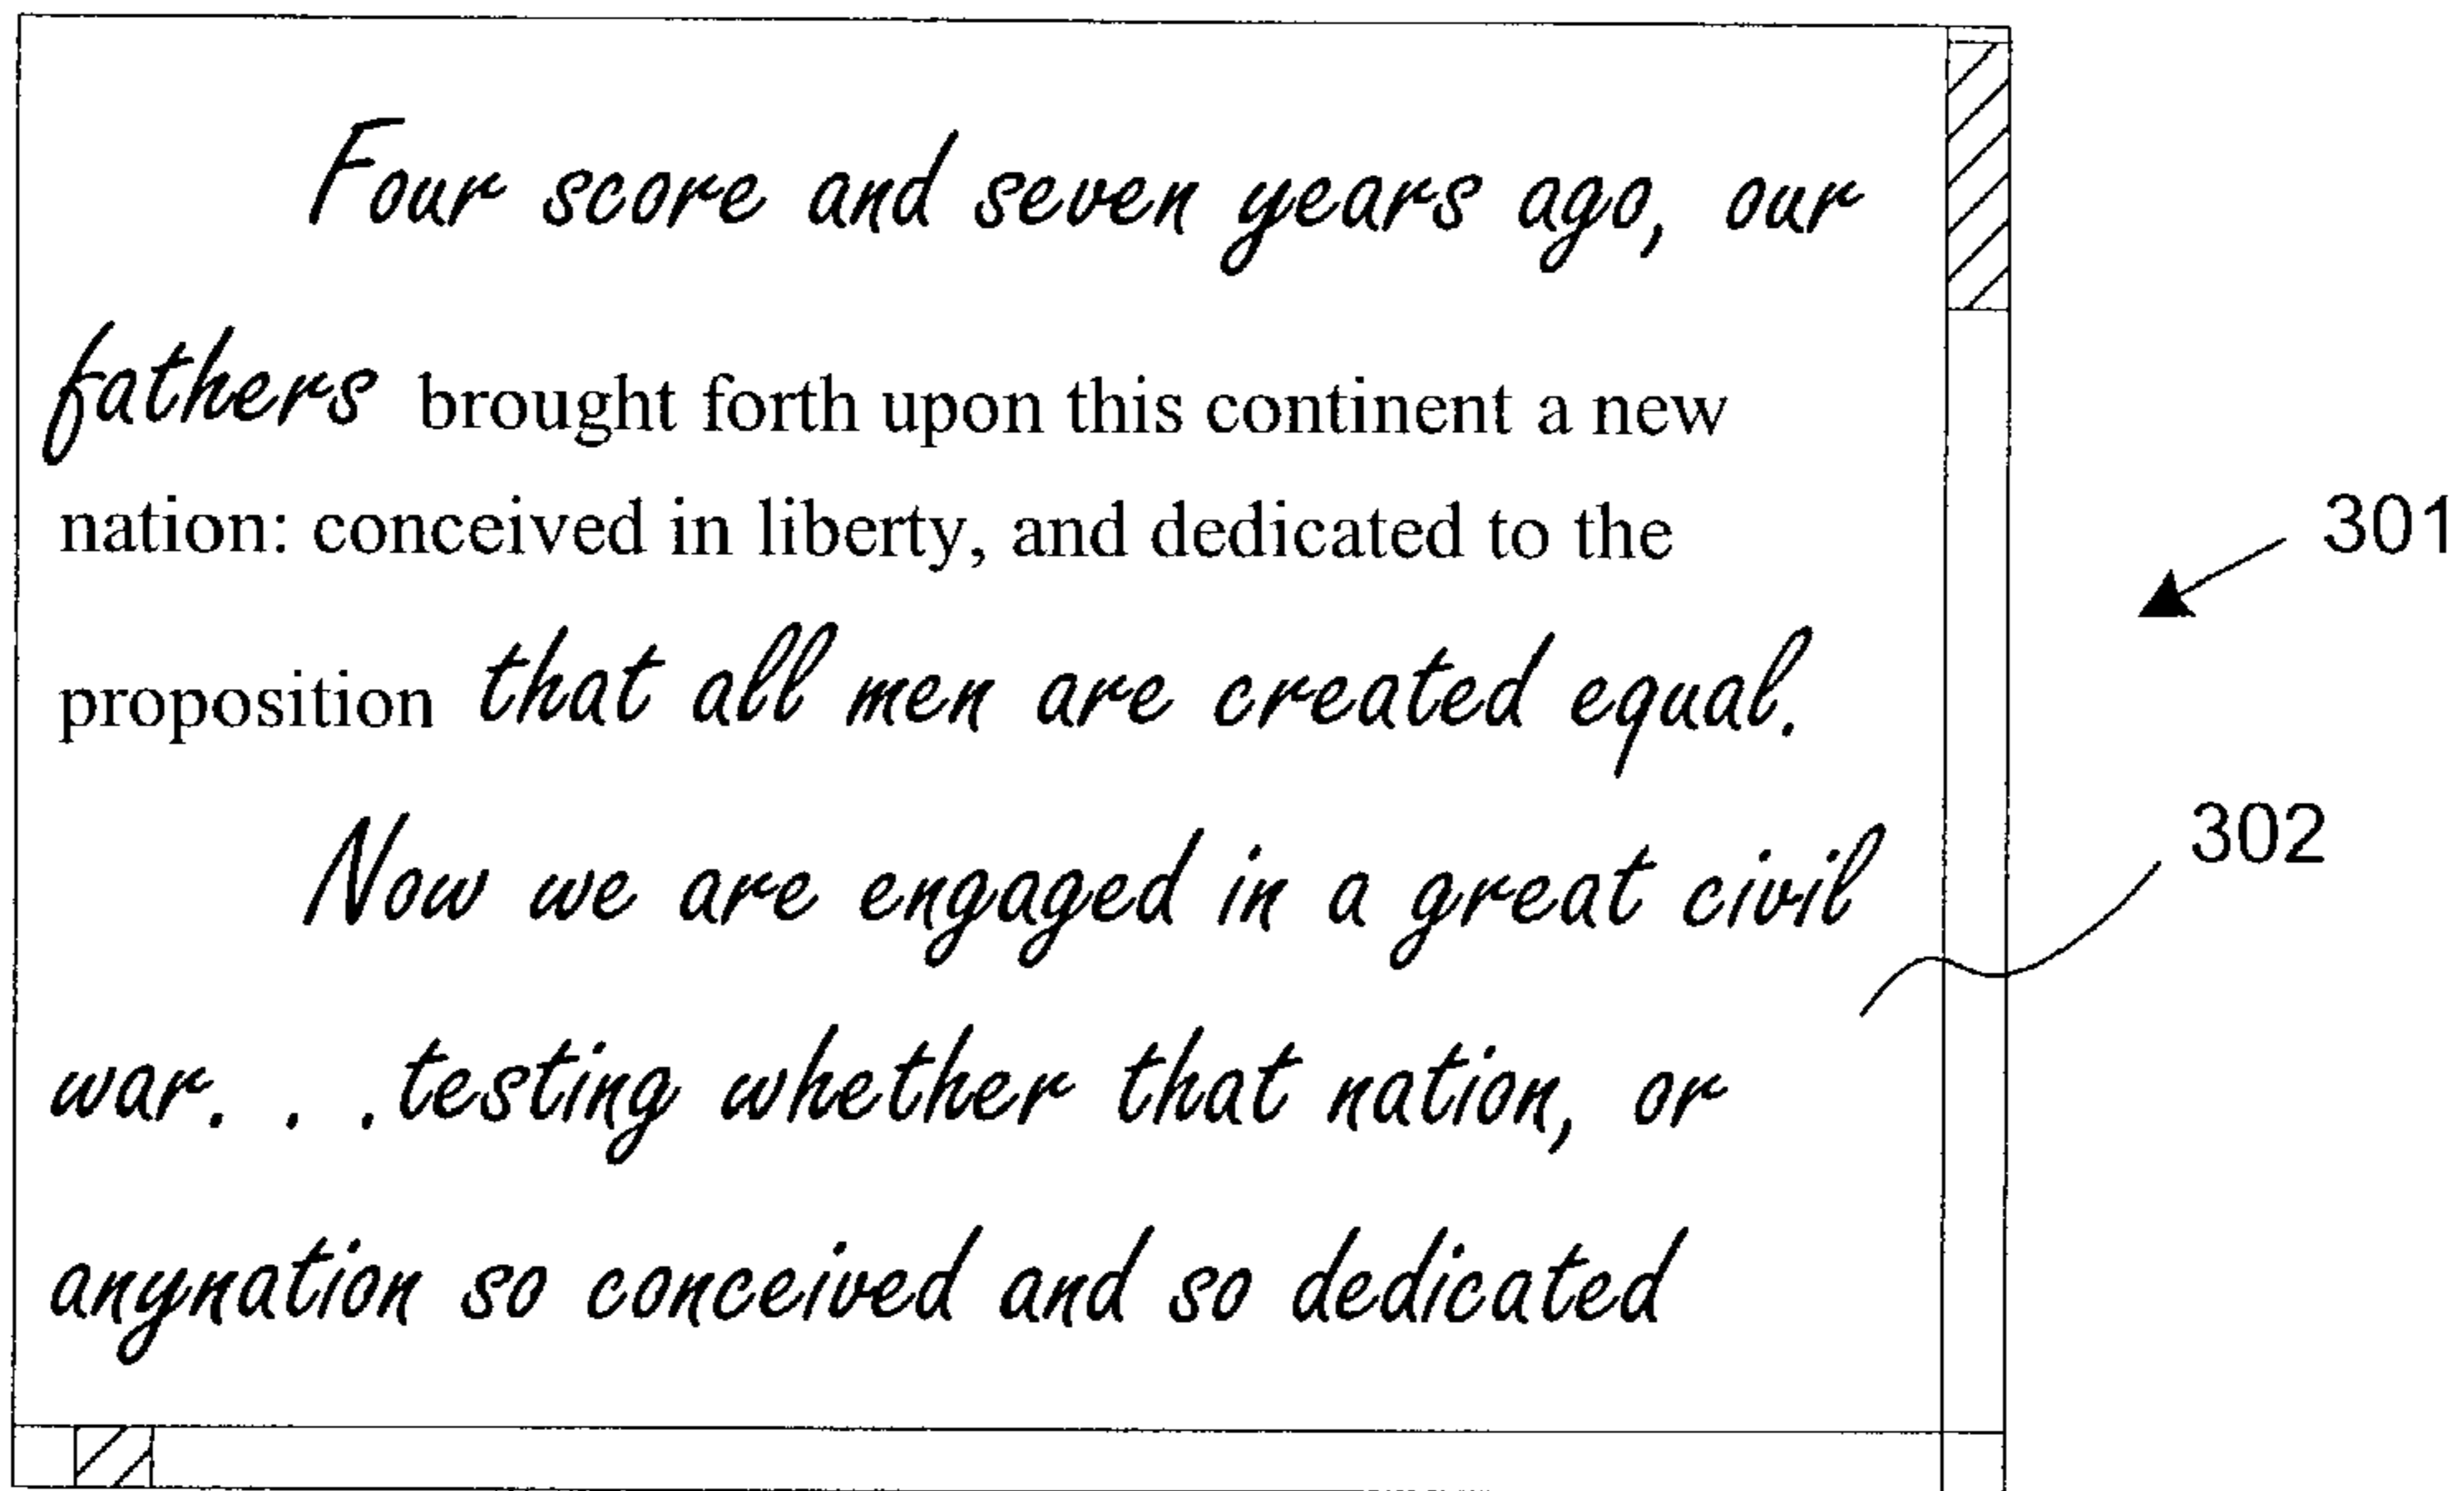 Four score and seven years ago, our
fathers brought forth upon this continent a new
nation: conceived in liberty, and dedicated to the
301
proposition that all men are created equal.
302
Now we are engaged in a great civil
war. . .testing whether that nation, or
anynation so conceived and so dedicated